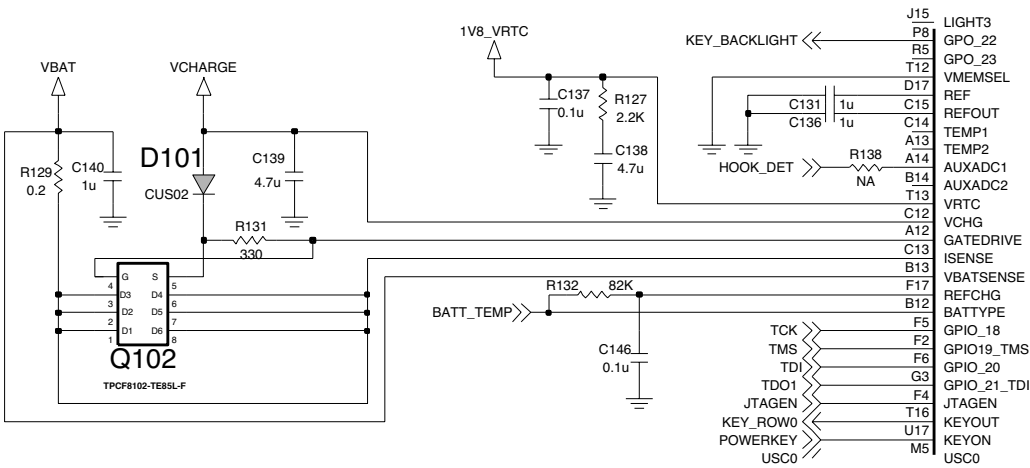 J15
LIGHT3
1V8_VRTC
KEY_BACKLIGHT
P8
GPO_22
R5
GPO_23
VBAT
VCHARGE
T12
VMEMSEL
D17
REF
C137
0.1u
R127
2.2K
C131
1u
C136
1u
C15
REFOUT
C14
TEMP1
A13
TEMP2
D101
CUS02
C139
4.7u
C138
4.7u
HOOK_DET
R138
NA
A14
AUXADC1
R129
0.2
C140
1u
B14
AUXADC2
T13
VRTC
C12
VCHG
R131
330
A12
GATEDRIVE
C13
ISENSE
B13
VBATSENSE
G
S
4
5
D3
D4
3
6
D2
D5
2
7
D1
D6
1
8
Q102
TPCF8102-TE85L-F
R132
82K
F17
REFCHG
BATT_TEMP
B12
BATTYPE
C146
0.1u
TCK
F5
GPIO_18
TMS
F2
GPIO19_TMS
TDI
F6
GPIO_20
TDO1
G3
GPIO_21_TDI
JTAGEN
F4
JTAGEN
KEY_ROW0
T16
KEYOUT
POWERKEY
U17
KEYON
USC0
M5
USC0